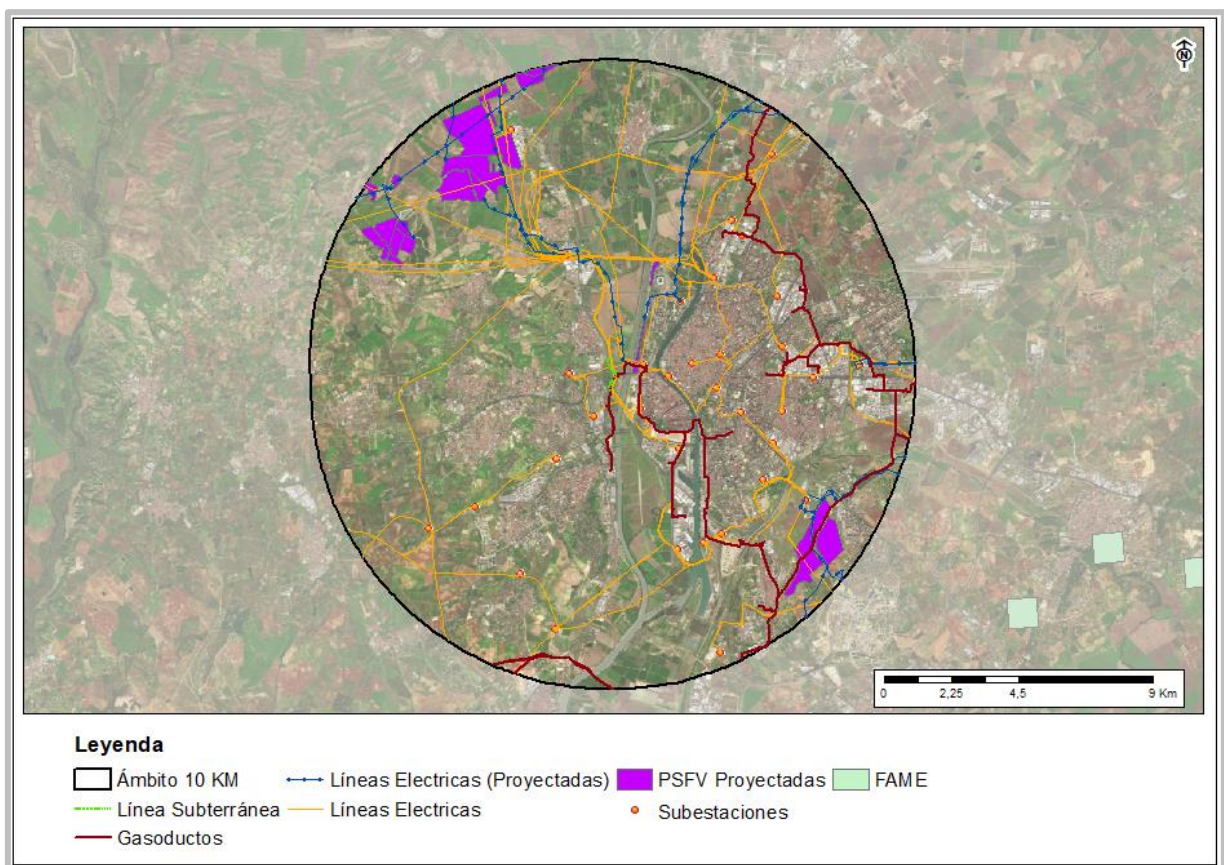 N
0 2,25 4,5 9 Km
Leyenda
Ámbito 10 KM Líneas Electricas (Proyectadas) PSFV Proyectadas FAME
Línea Subterránea Líneas Electricas Subestaciones
Gasoductos